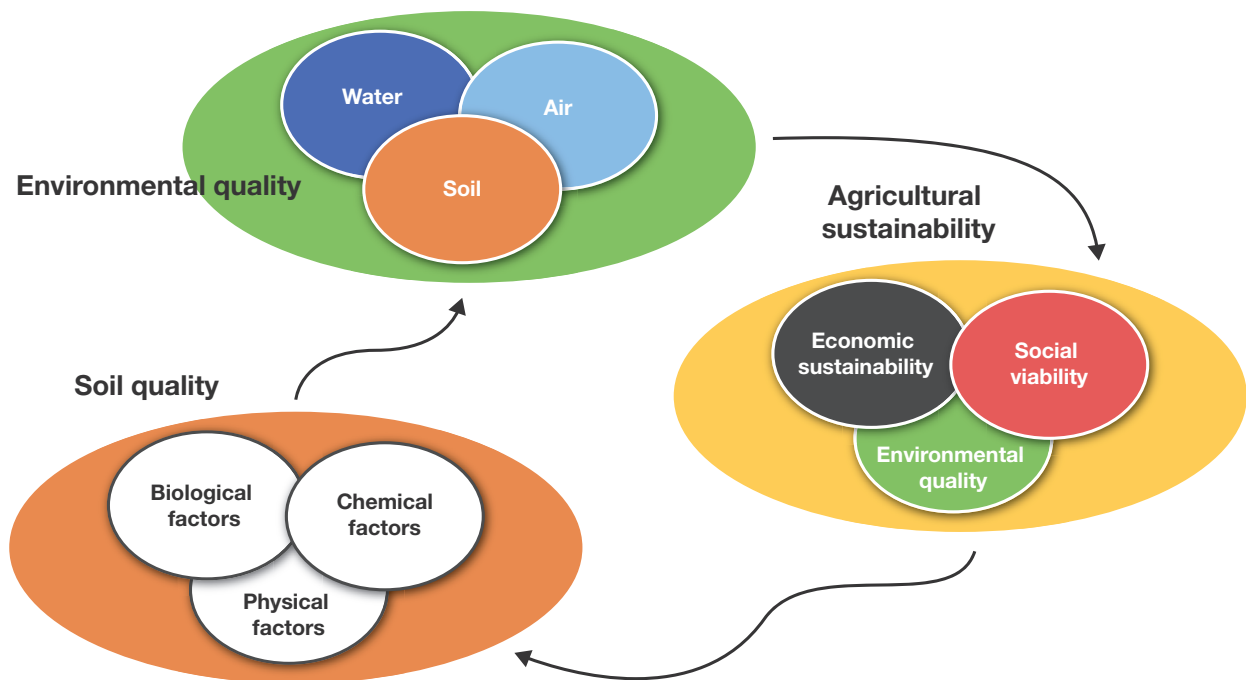 Water
Air
Soil
Environmental quality
Agricultural
sustainability
Economic
sustainability
Social
viability
Environmental
quality
Soil quality
Biological
factors
Chemical
factors
Physical
factors